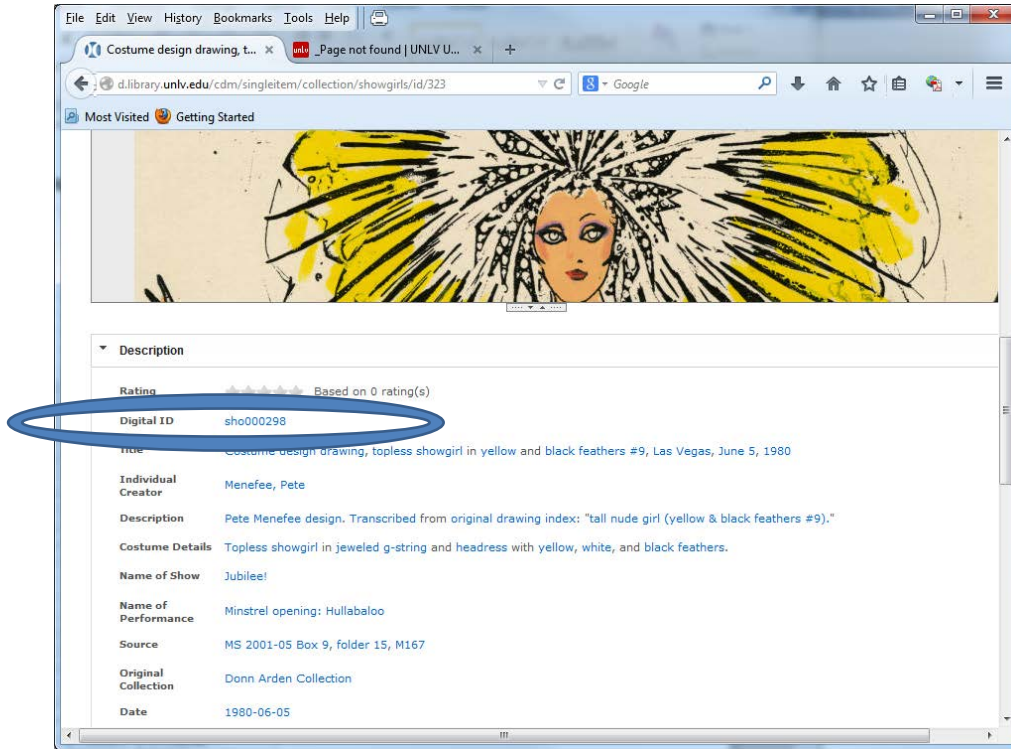 File Edit View History Bookmarks Tools Help
Costume design drawing, t... × unlv _Page not found | UNLV U... × +
d.library.unlv.edu/cdm/singleitem/collection/showgirls/id/323 8 Google
Most Visited Getting Started
Description
Rating Based on 0 rating(s)
Digital ID sho000298
Title Costume design drawing, topless showgirl in yellow and black feathers #9, Las Vegas, June 5, 1980
Individual
Creator Menefee, Pete
Description Pete Menefee design. Transcribed from original drawing index: "tall nude girl (yellow & black feathers #9)."
Costume Details Topless showgirl in jeweled g-string and headress with yellow, white, and black feathers.
Name of Show Jubilee!
Name of
Performance Minstrel opening: Hullabaloo
Source MS 2001-05 Box 9, folder 15, M167
Original
Collection Donn Arden Collection
Date 1980-06-05